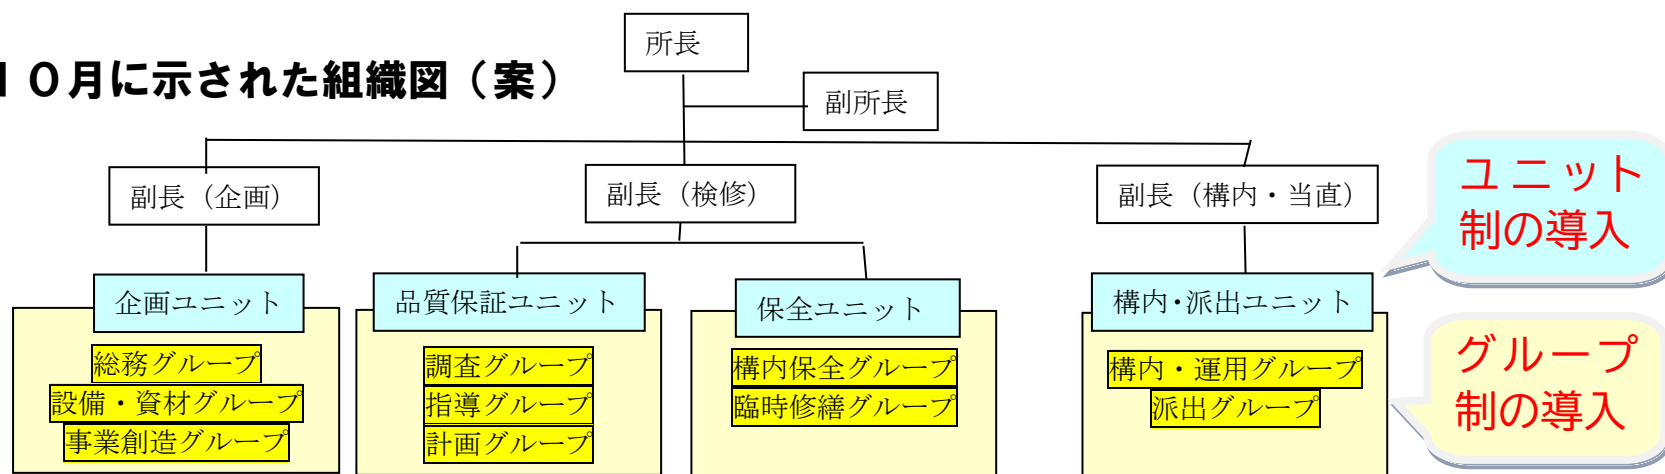 １０月に示された組織図（案）
所長
副所長
副長（企画）
副長（検修）
副長（構内・当直）
ユニット
制の導入
企画ユニット
総務グループ
設備・資材グループ
事業創造グループ
品質保証ユニット
調査グループ
指導グループ
計画グループ
保全ユニット
構内保全グループ
臨時修繕グループ
構内・派出ユニット
構内・運用グループ
派出グループ
グループ
制の導入